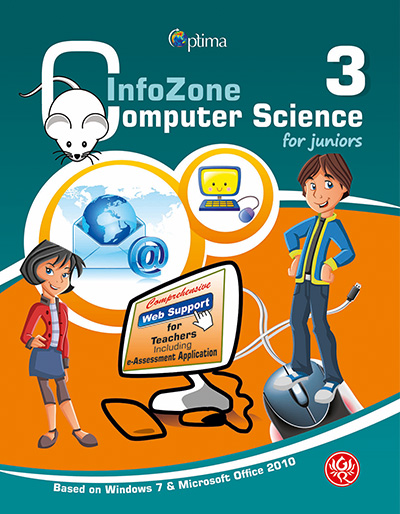 Optima
3
InfoZone
Computer Science
for juniors
@
Comprehensive
Web Support
for
Teachers
Including
e-Assessment Application
Based on Windows 7 & Microsoft Office 2010